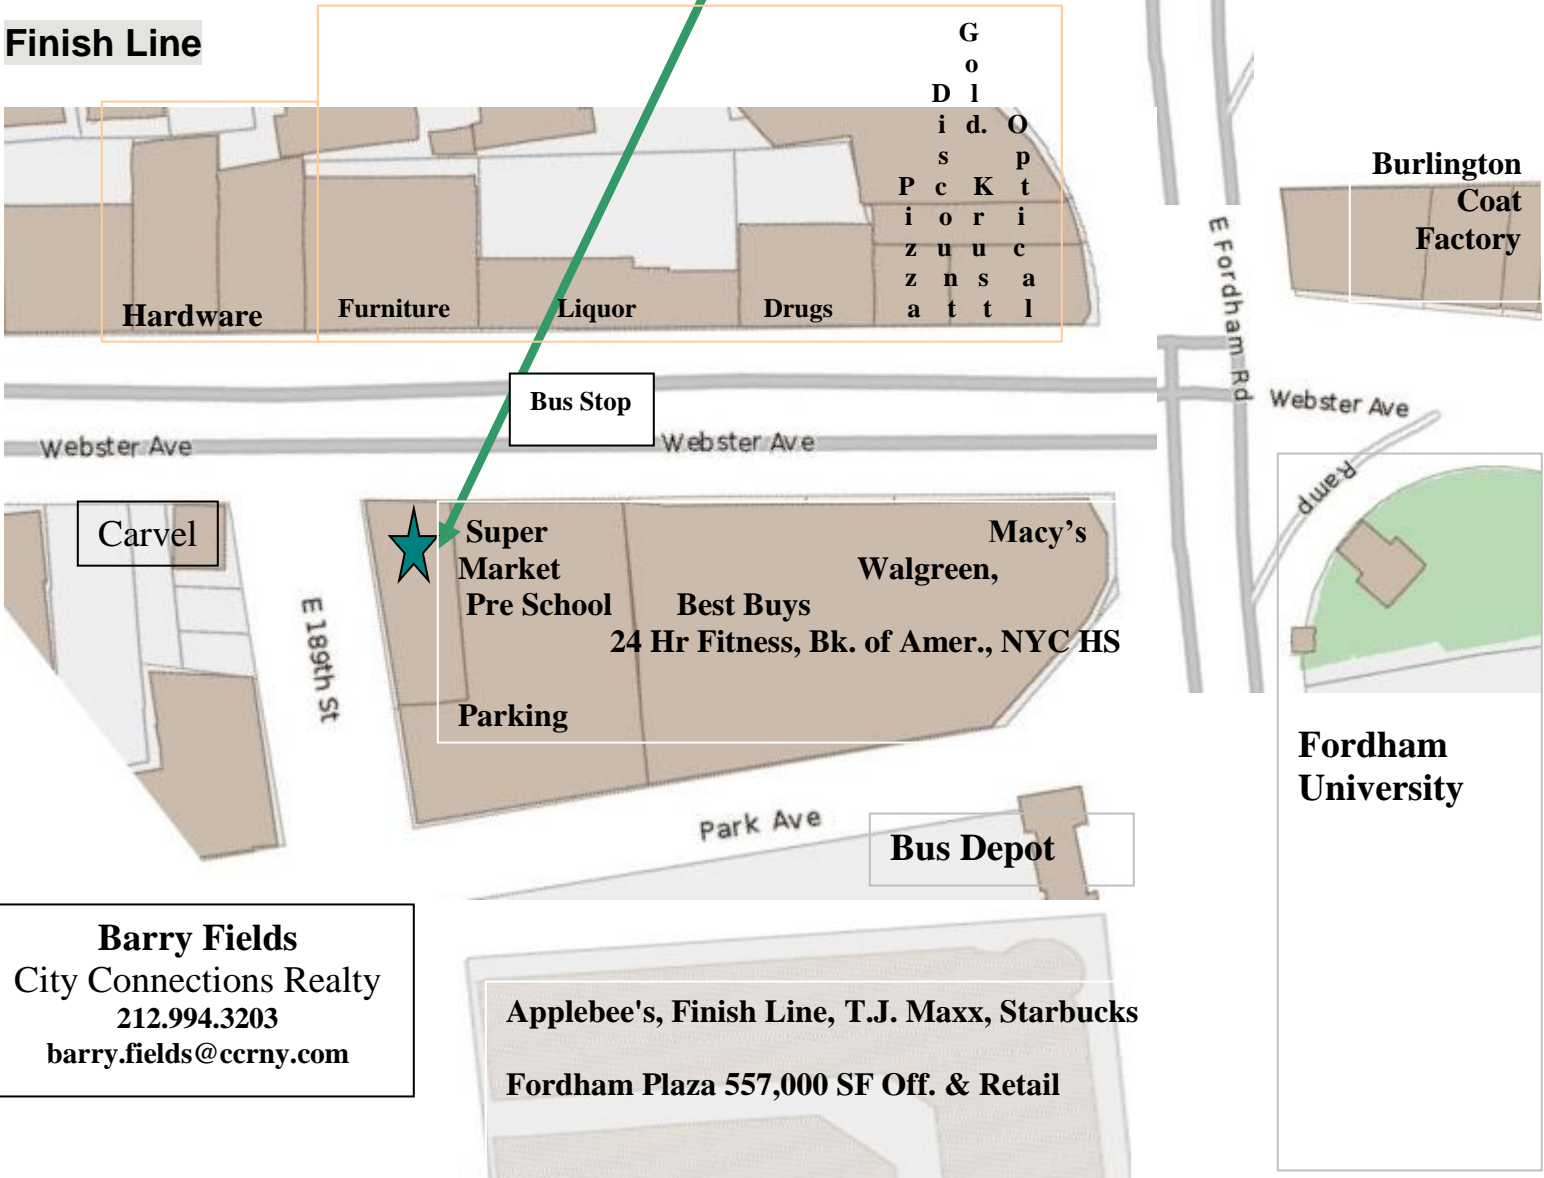 Finish Line
Hardware
Furniture
Liquor
Drugs
Pizza
Discount
Gold. Krust
Optical
Burlington
Coat
Factory
E Fordham Rd
Bus Stop
Webster Ave
Webster Ave
Webster Ave
Ramp
Carvel
E 189th St
Super
Market
Pre School
Parking
Macy’s
Walgreen,
Best Buys
24 Hr Fitness, Bk. of Amer., NYC HS
Park Ave
Bus Depot
Fordham
University
Barry Fields
City Connections Realty
212.994.3203
barry.fields@ccrny.com
Applebee's, Finish Line, T.J. Maxx, Starbucks
Fordham Plaza 557,000 SF Off. & Retail